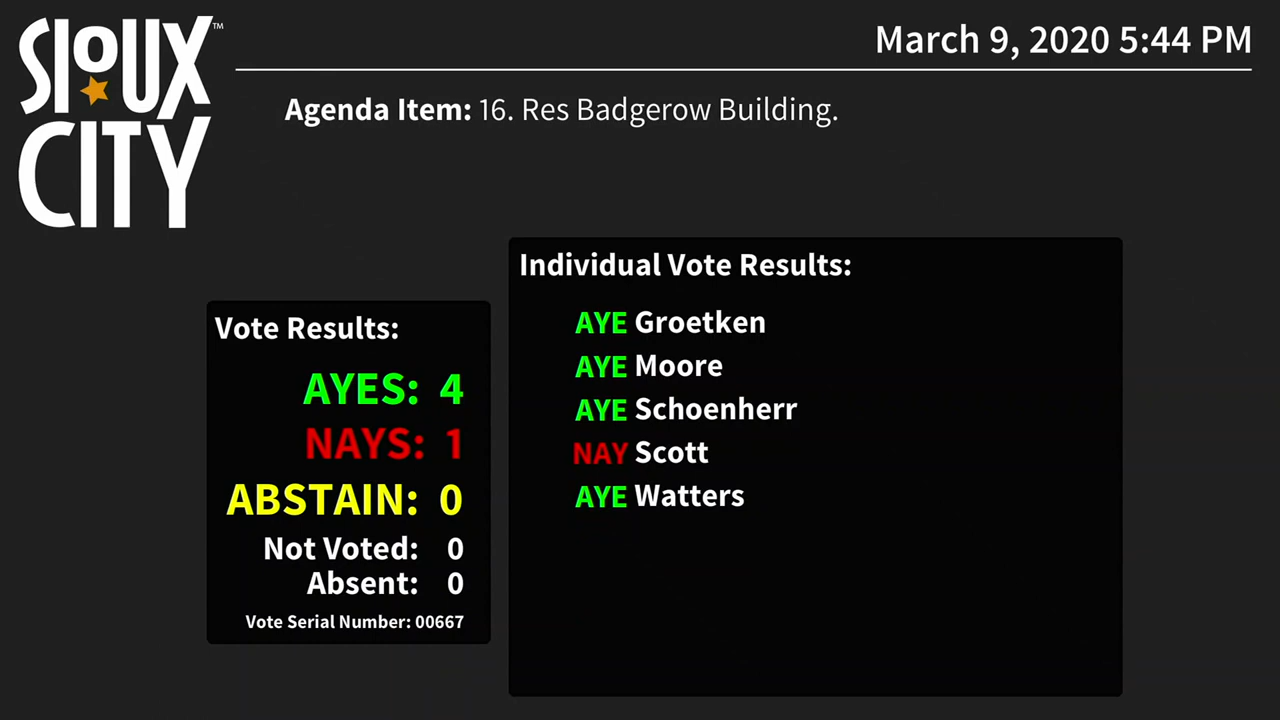 SIOUX™
CITY
March 9, 2020 5:44 PM
Agenda Item: 16. Res Badgerow Building.
Vote Results:
AYES: 4
NAYS: 1
ABSTAIN: 0
Not Voted: 0
Absent: 0
Vote Serial Number: 00667
Individual Vote Results:
AYE Groetken
AYE Moore
AYE Schoenherr
NAY Scott
AYE Watters